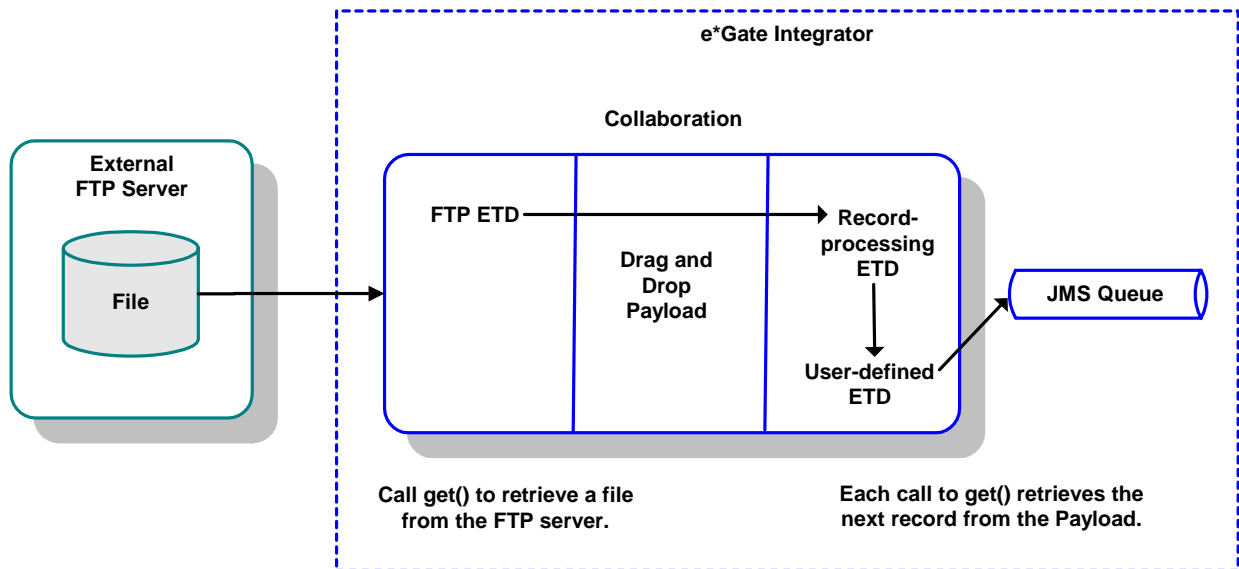 e*Gate Integrator
Collaboration
External
FTP Server
File
FTP ETD
Drag and
Drop
Payload
Record-
processing
ETD
User-defined
ETD
JMS Queue
Call get() to retrieve a file
from the FTP server.
Each call to get() retrieves the
next record from the Payload.